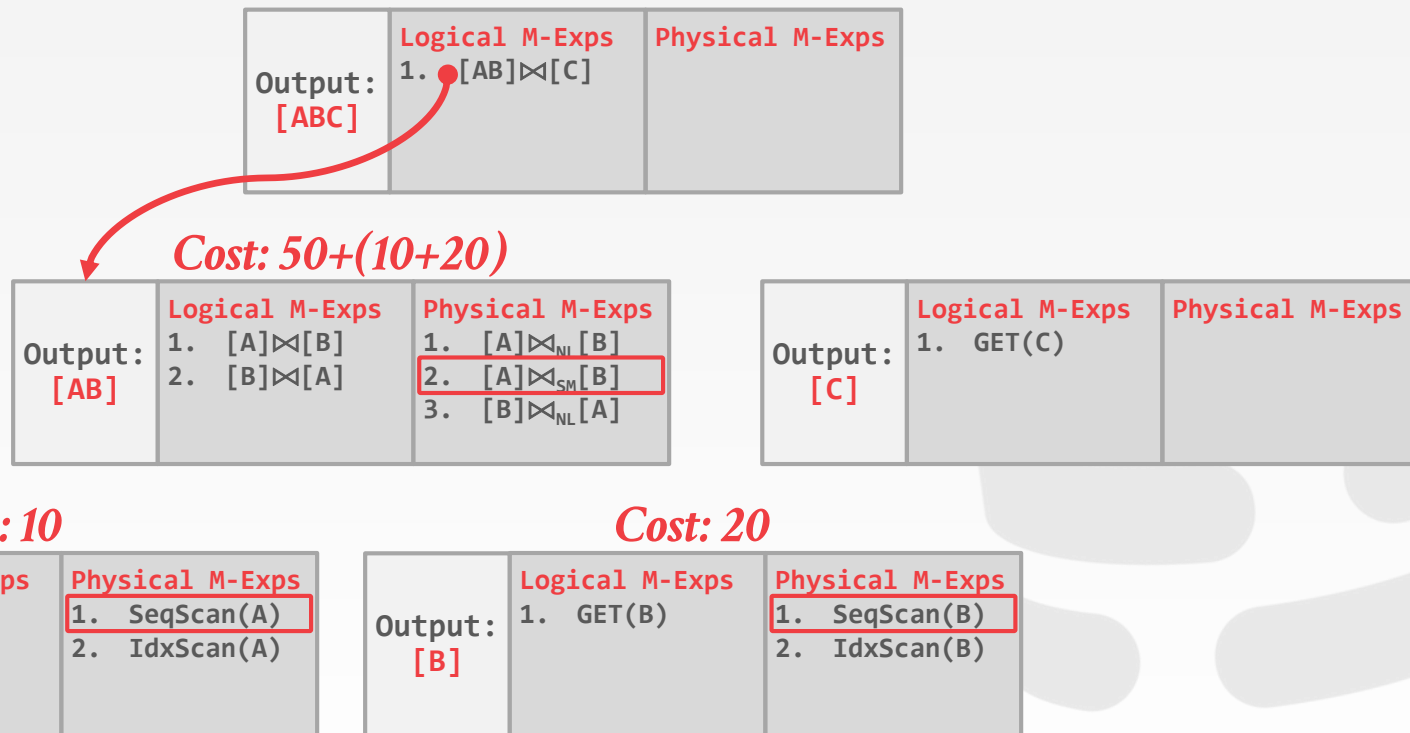 Output:
[ABC]
Logical M-Exps
1. [AB]⋈[C]
Physical M-Exps
Cost: 50+(10+20)
Output:
[AB]
Logical M-Exps
1. [A]⋈[B]
2. [B]⋈[A]
Physical M-Exps
1. [A]⋈NL[B]
2. [A]⋈SM[B]
3. [B]⋈NL[A]
Output:
[C]
Logical M-Exps
1. GET(C)
Physical M-Exps
: 10
ps
Physical M-Exps
1. SeqScan(A)
2. IdxScan(A)
Cost: 20
Output:
[B]
Logical M-Exps
1. GET(B)
Physical M-Exps
1. SeqScan(B)
2. IdxScan(B)